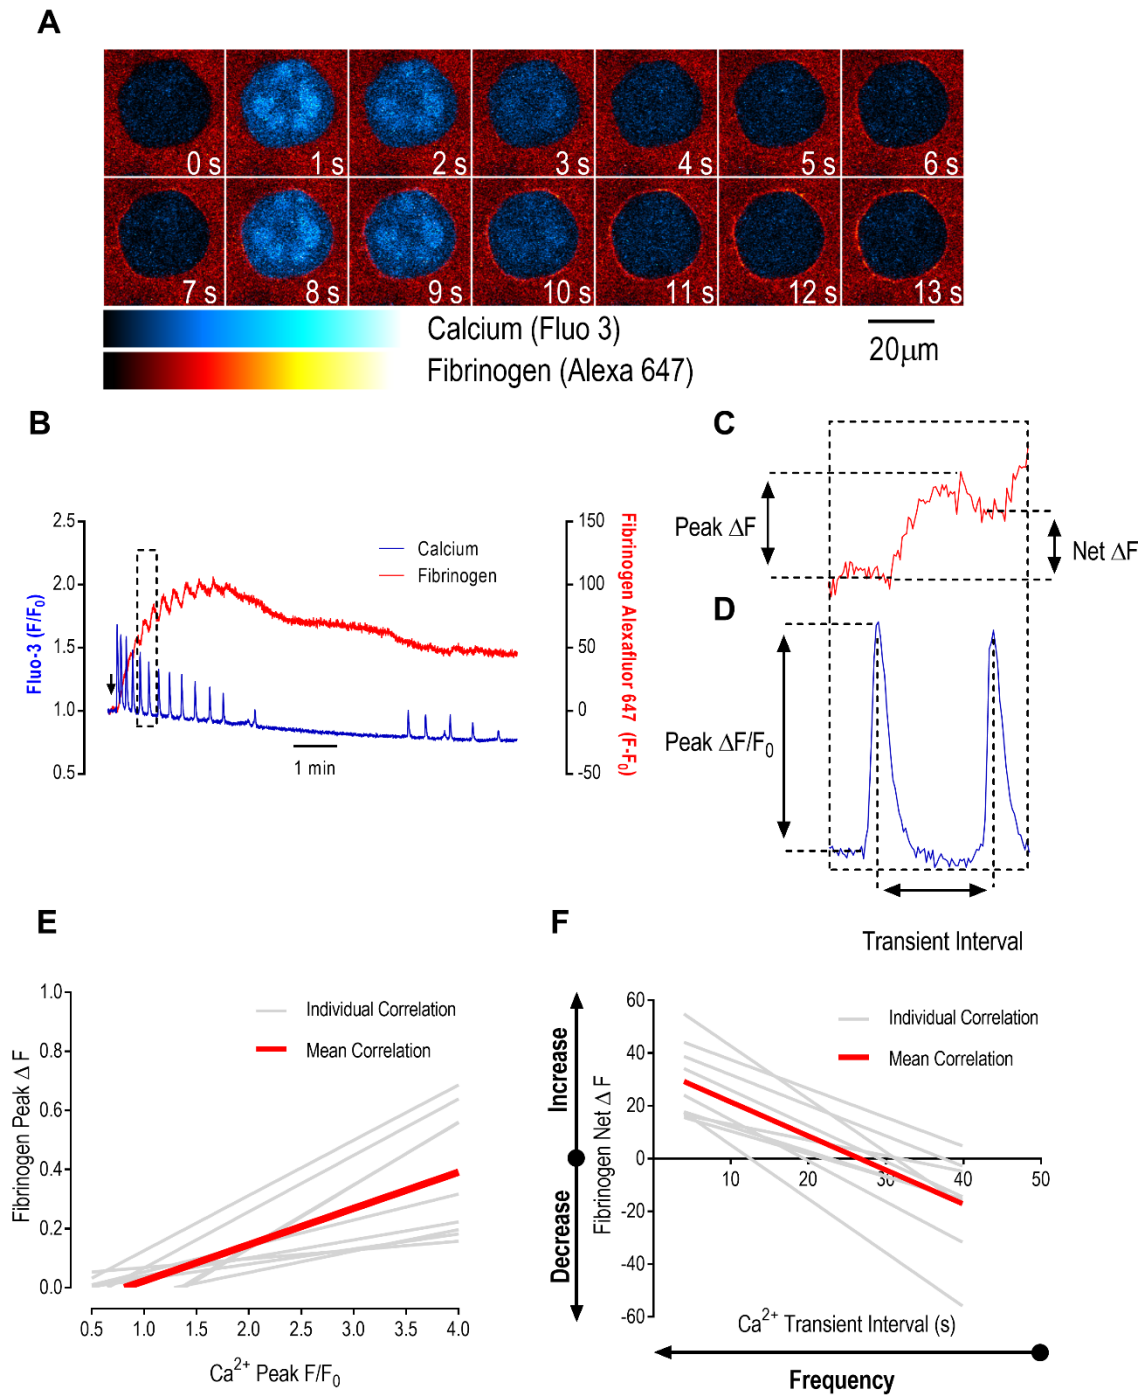 A
0 s 1 s 2 s 3 s 4 s 5 s 6 s
7 s 8 s 9 s 10 s 11 s 12 s 13 s
Calcium (Fluo 3)
Fibrinogen (Alexa 647)
20μm
B
2.5
2.0
1.5
1.0
0.5
Fluo-3 (F/F₀)
Calcium
Fibrinogen
1 min
150
100
50
0
-50
Fibrinogen Alexafluor 647 (F-F₀)
C
Peak ΔF
Net ΔF
D
Peak ΔF/F₀
Transient Interval
E
Fibrinogen Peak Δ F
1.0
0.8
0.6
0.4
0.2
0.0
Individual Correlation
Mean Correlation
0.5 1.0 1.5 2.0 2.5 3.0 3.5 4.0
Ca²⁺ Peak F/F₀
F
Increase
Decrease
Fibrinogen Net Δ F
60
40
20
0
-20
-40
-60
Individual Correlation
Mean Correlation
10 20 30 40 50
Ca²⁺ Transient Interval (s)
Frequency